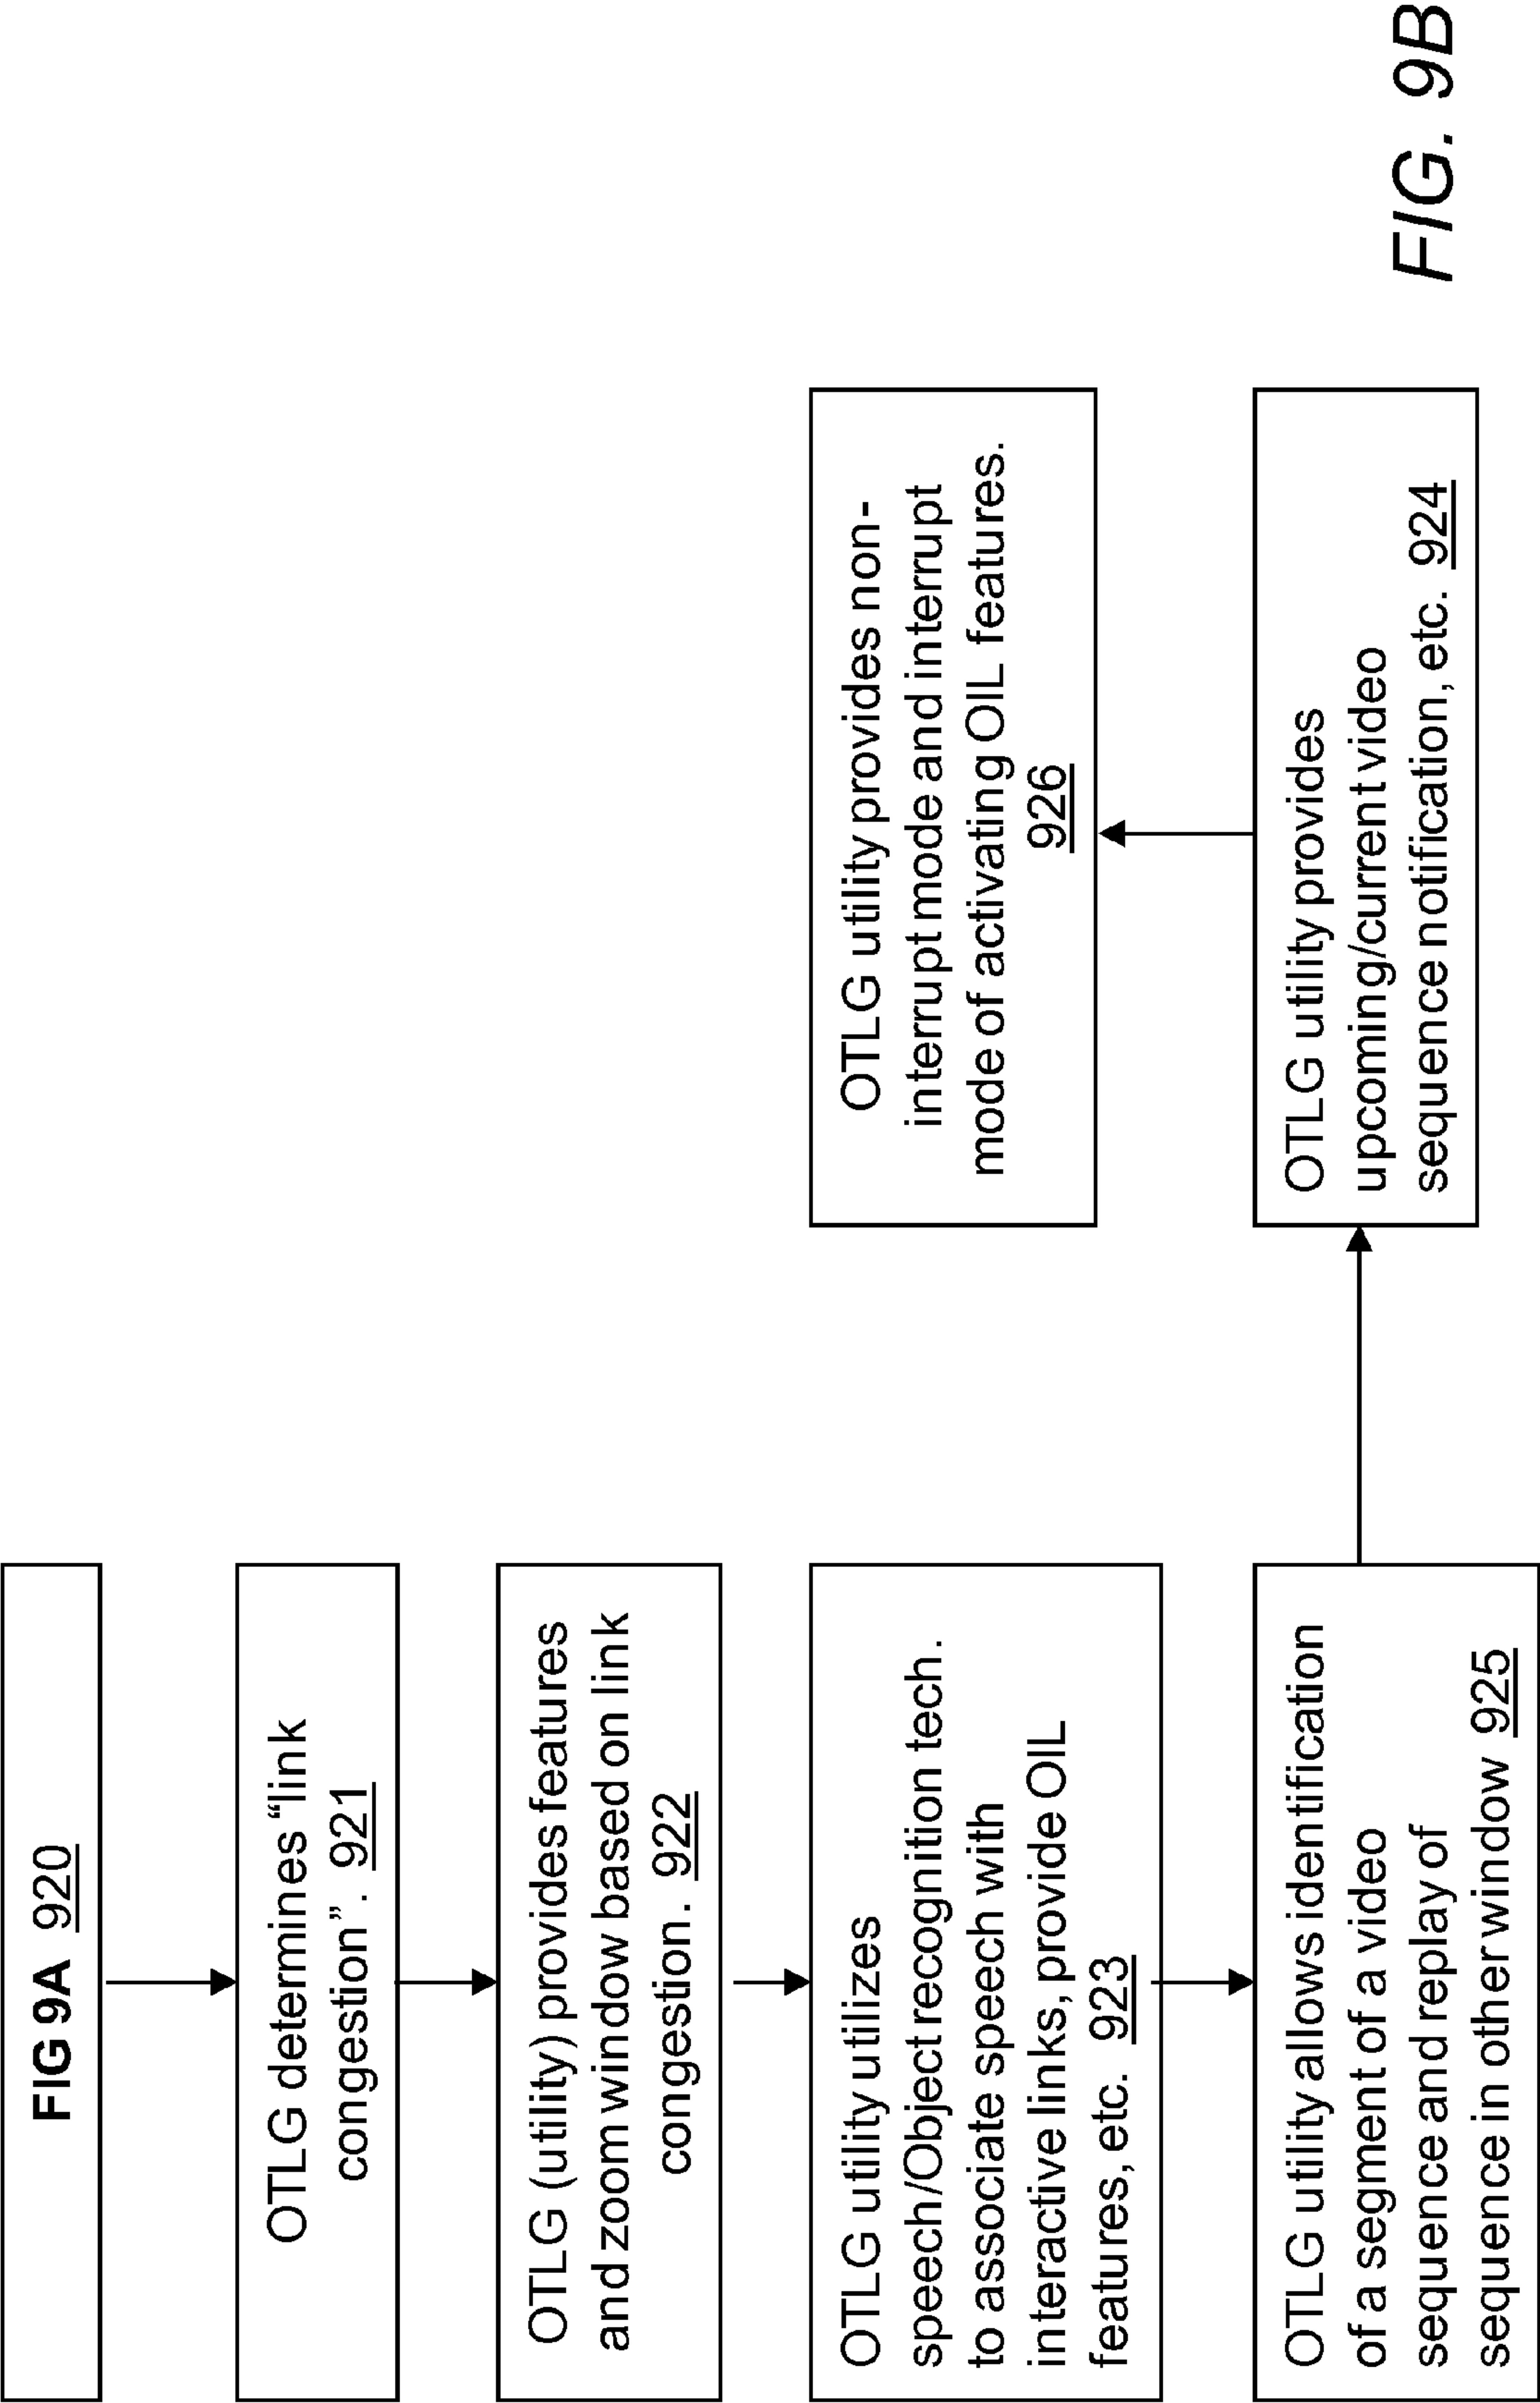 FIG 9A 920
OTLG determines “link
congestion”. 921
OTLG (utility) provides features
and zoom window based on link
congestion. 922
OTLG utility utilizes
speech/Object recognition tech.
to associate speech with
interactive links, provide OIL
features, etc. 923
OTLG utility allows identification
of a segment of a video
sequence and replay of
sequence in other window 925
OTLG utility provides
upcoming/current video
sequence notification, etc. 924
OTLG utility provides non-
interrupt mode and interrupt
mode of activating OIL features.
926
FIG. 9B